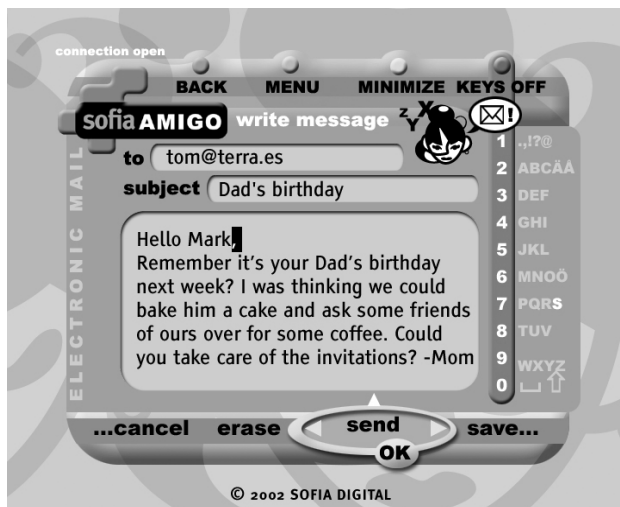 connection open
BACK MENU MINIMIZE KEYS OFF
sofia AMIGO write message zYX !
to tom@terra.es
subject Dad's birthday
Hello Mark,
Remember it's your Dad's birthday
next week? I was thinking we could
bake him a cake and ask some friends
of ours over for some coffee. Could
you take care of the invitations? -Mom
ELECTRONIC MAIL
1 .,!?@
2 ABCÄÅ
3 DEF
4 GHI
5 JKL
6 MNOÖ
7 PQRS
8 TUV
9 WXYZ
0
...cancel erase send save...
OK
© 2002 SOFIA DIGITAL